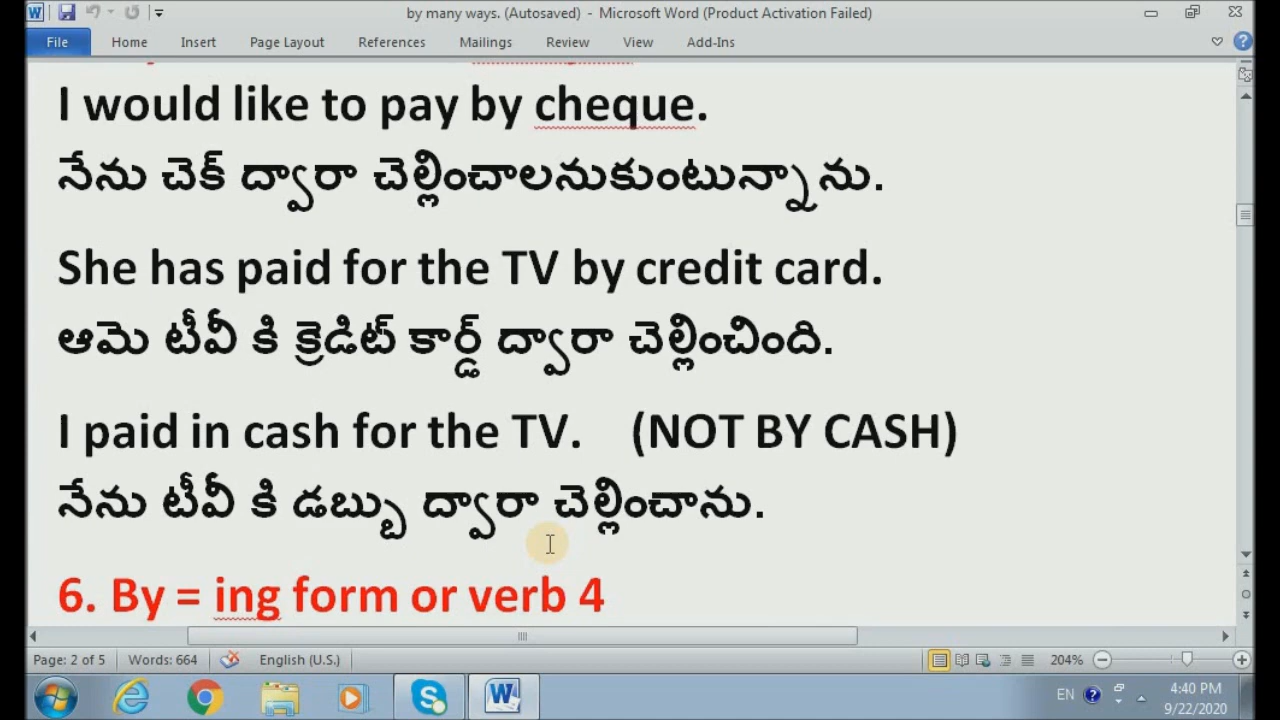 by many ways. (Autosaved) - Microsoft Word (Product Activation Failed)
File Home Insert Page Layout References Mailings Review View Add-Ins
I would like to pay by cheque.
నేను చెక్ ద్వారా చెల్లించాలనుకుంటున్నాను.
She has paid for the TV by credit card.
ఆమె టీవీ కి క్రెడిట్ కార్డ్ ద్వారా చెల్లించింది.
I paid in cash for the TV. (NOT BY CASH)
నేను టీవీ కి డబ్బు ద్వారా చెల్లించాను.
6. By = ing form or verb 4
Page: 2 of 5 Words: 664 English (U.S.) 204%
EN 4:40 PM
9/22/2020